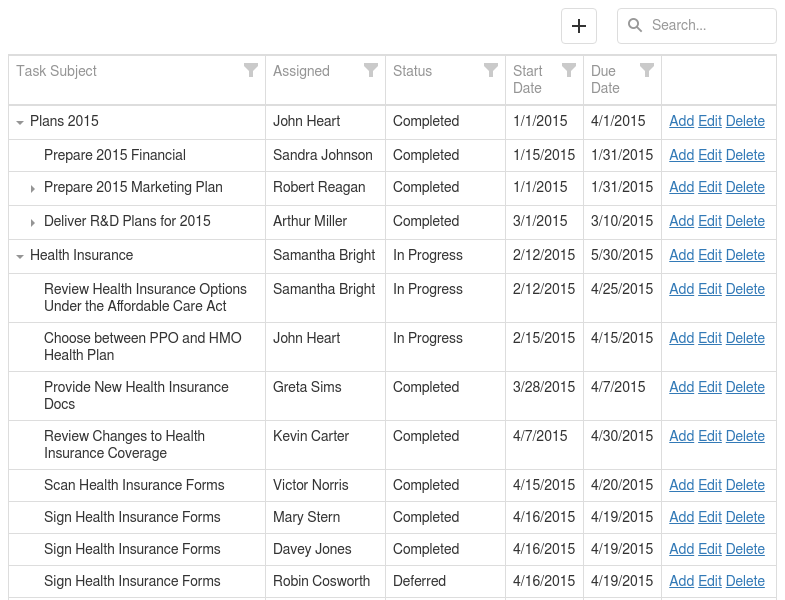 Search...
Task Subject Assigned Status Start Date Due Date
Plans 2015 John Heart Completed 1/1/2015 4/1/2015 Add Edit Delete
Prepare 2015 Financial Sandra Johnson Completed 1/15/2015 1/31/2015 Add Edit Delete
Prepare 2015 Marketing Plan Robert Reagan Completed 1/1/2015 1/31/2015 Add Edit Delete
Deliver R&D Plans for 2015 Arthur Miller Completed 3/1/2015 3/10/2015 Add Edit Delete
Health Insurance Samantha Bright In Progress 2/12/2015 5/30/2015 Add Edit Delete
Review Health Insurance Options Samantha Bright In Progress 2/12/2015 4/25/2015 Add Edit Delete
Under the Affordable Care Act
Choose between PPO and HMO John Heart In Progress 2/15/2015 4/15/2015 Add Edit Delete
Health Plan
Provide New Health Insurance Greta Sims Completed 3/28/2015 4/7/2015 Add Edit Delete
Docs
Review Changes to Health Kevin Carter Completed 4/7/2015 4/30/2015 Add Edit Delete
Insurance Coverage
Scan Health Insurance Forms Victor Norris Completed 4/15/2015 4/20/2015 Add Edit Delete
Sign Health Insurance Forms Mary Stern Completed 4/16/2015 4/19/2015 Add Edit Delete
Sign Health Insurance Forms Davey Jones Completed 4/16/2015 4/19/2015 Add Edit Delete
Sign Health Insurance Forms Robin Cosworth Deferred 4/16/2015 4/19/2015 Add Edit Delete